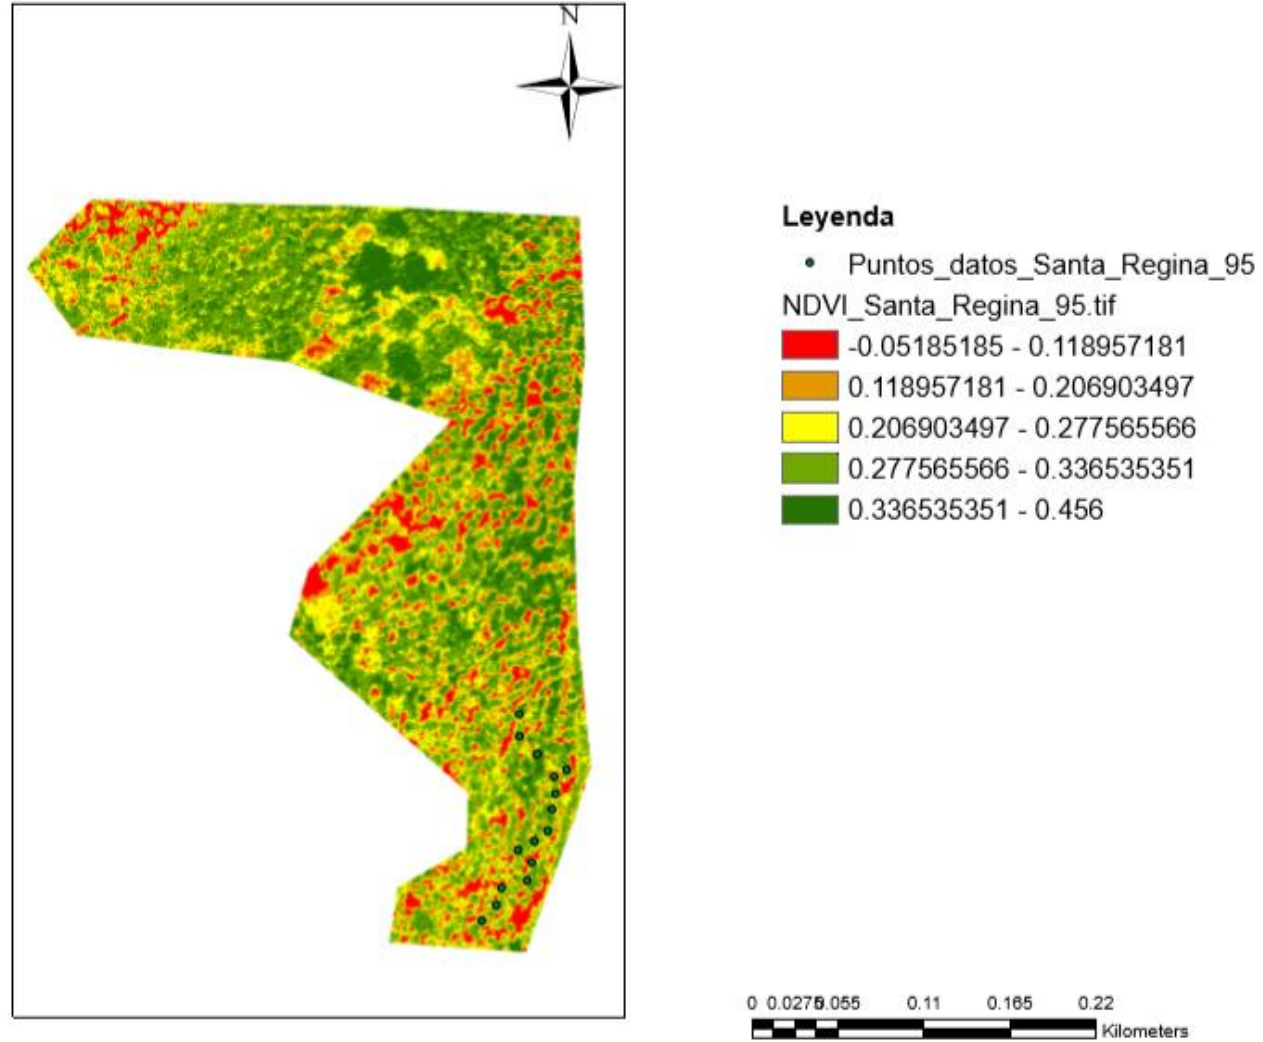 N
Leyenda
Puntos_datos_Santa_Regina_95
NDVI_Santa_Regina_95.tif
-0.05185185 - 0.118957181
0.118957181 - 0.206903497
0.206903497 - 0.277565566
0.277565566 - 0.336535351
0.336535351 - 0.456
0 0.0275 0.055 0.11 0.165 0.22
Kilometers